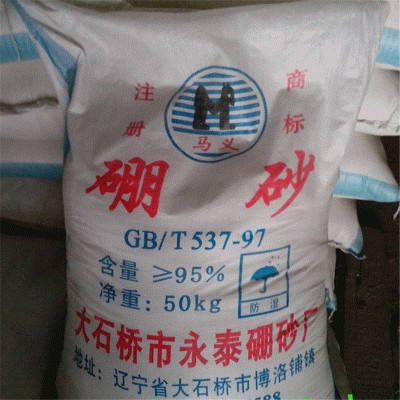 注册 商标
马义
硼砂
GB/T 537-97
含量 ≥95%
净重: 50kg
防湿
大石桥市永泰硼砂厂
地址: 辽宁省大石桥市博洛铺镇
588